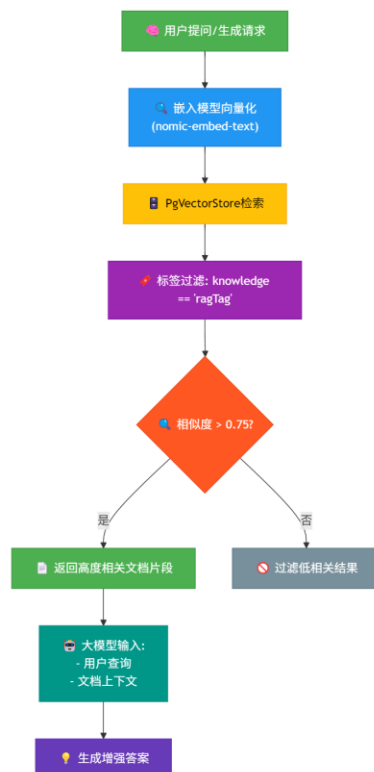 🧠 用户提问/生成请求
🔍 嵌入模型向量化
(nomic-embed-text)
🗄️ PgVectorStore检索
🔖 标签过滤: knowledge
== 'ragTag'
🔍 相似度 > 0.75?
是
否
📄 返回高度相关文档片段
🚫 过滤低相关结果
🤖 大模型输入:
- 用户查询
- 文档上下文
💡 生成增强答案